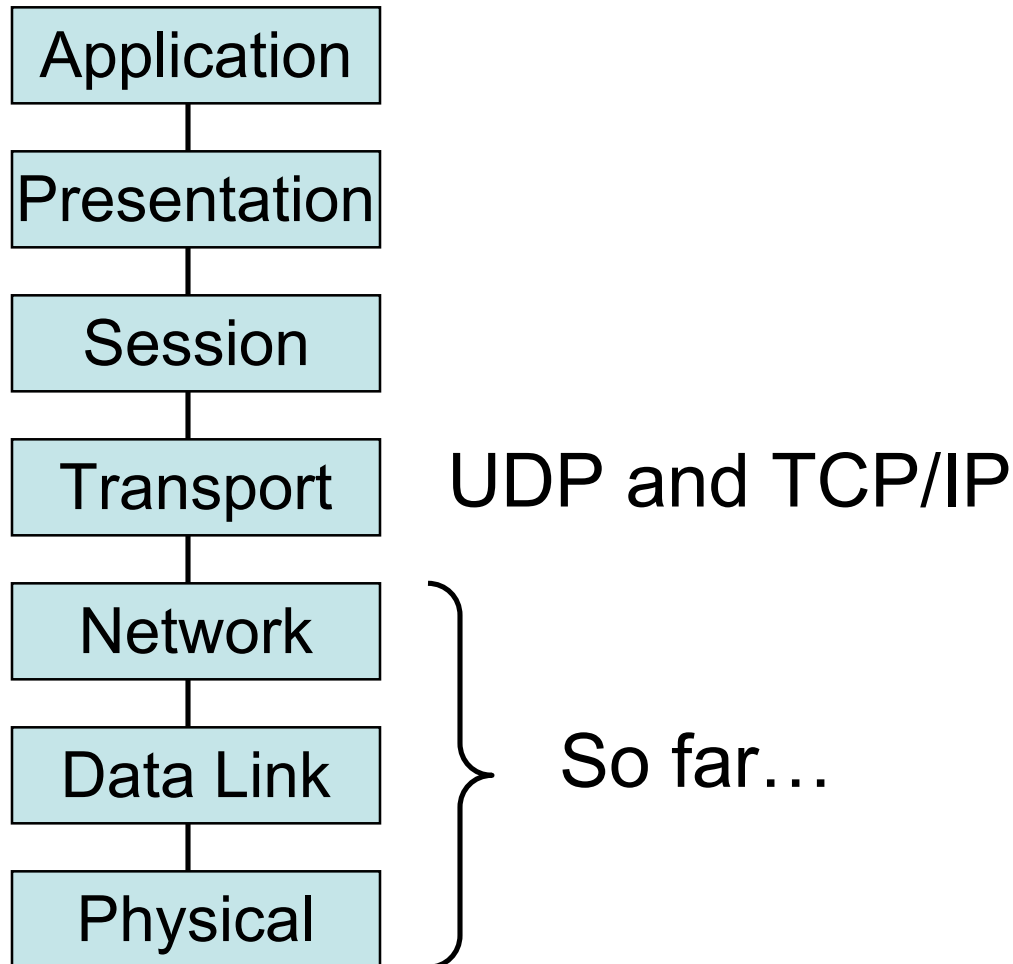 Application
Presentation
Session
Transport
UDP and TCP/IP
Network
Data Link
So far…
Physical